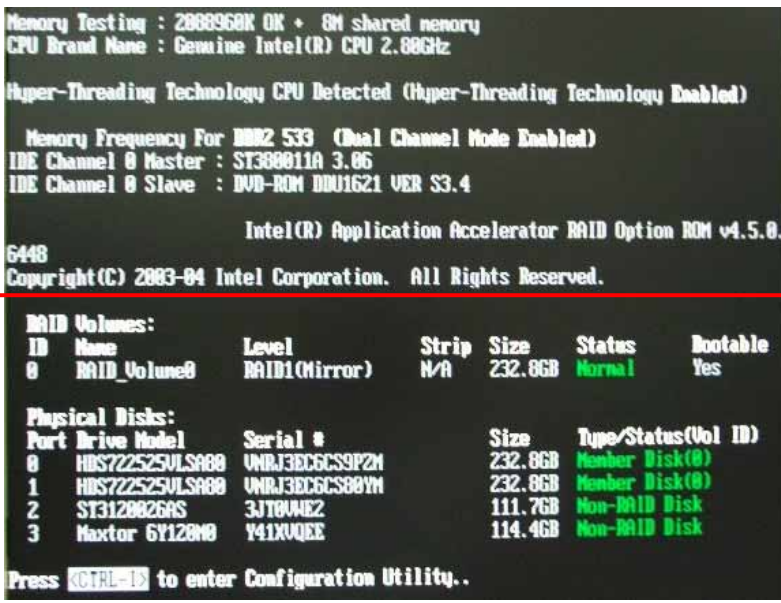 Memory Testing : 2088960K OK + 8M shared memory
CPU Brand Name : Genuine Intel(R) CPU 2.80GHz
Hyper-Threading Technology CPU Detected (Hyper-Threading Technology Enabled)
Memory Frequency For DDR2 533 (Dual Channel Mode Enabled)
IDE Channel 0 Master : ST380011A 3.06
IDE Channel 0 Slave : DVD-ROM DDU1621 VER S3.4
Intel(R) Application Accelerator RAID Option ROM v4.5.0.
6448
Copyright(C) 2003-04 Intel Corporation. All Rights Reserved.
RAID Volumes:
ID Name Level Strip Size Status Bootable
0 RAID_Volume0 RAID1(Mirror) N/A 232.8GB Normal Yes
Physical Disks:
Port Drive Model Serial # Size Type/Status(Vol ID)
0 HDS722525VLSA80 VNRJ3EC6CS9PZM 232.8GB Member Disk(0)
1 HDS722525VLSA80 VNRJ3EC6CS80YM 232.8GB Member Disk(0)
2 ST3120026AS 3JT0VWE2 111.7GB Non-RAID Disk
3 Maxtor 6Y120M0 Y41XVQEE 114.4GB Non-RAID Disk
Press <CTRL-I> to enter Configuration Utility..